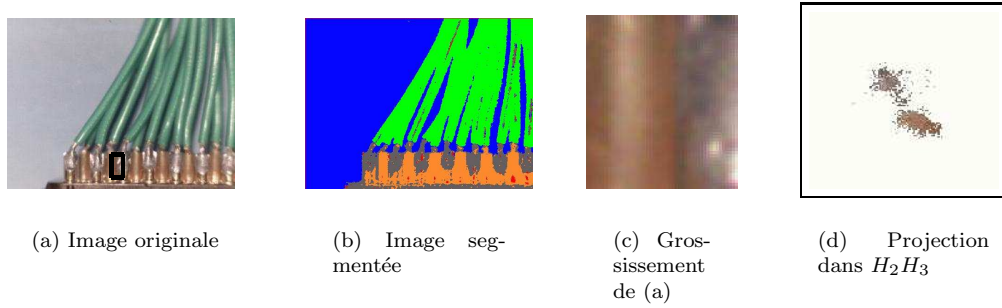 (a) Image originale
(b) Image seg-
mentée
(c) Gros-
sissement
de (a)
(d) Projection
dans H₂H₃